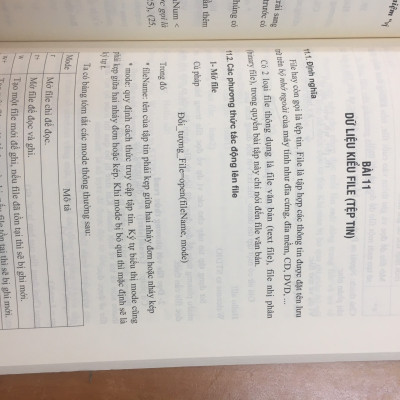 BÀI 11
DỮ LIỆU KIỂU FILE (TỆP TIN)
11.1. Định nghĩa
File hay còn gọi là tệp tin. File là tập hợp các thông tin được đặt tên lưu
giữ trên bộ nhớ ngoài của máy tính như đĩa cứng, đĩa mềm, CD, DVD, ...
Có 2 loại file thông dụng là file văn bản (text file), file nhị phân
(binary file), trong quyển bài tập này chỉ nói đến file văn bản.
11.2. Các phương thức tác động lên file
1- Mở file
Cú pháp
Đối_tượng_File=open(fileName, mode)
Trong đó
* fileName: tên của tập tin phải kẹp giữa hai nháy đơn hoặc nháy kép
* mode: quy định cách thức truy cập tập tin. Ký tự biểu thị mode cũng
phải kẹp giữa hai nháy đơn hoặc kép. Khi mode bị bỏ qua thì mặc định sẽ là
ký tự r.
Ta có bảng tóm tắt các mode thông thường sau:
Mode Mô tả
r Mở file chỉ để đọc.
r+ Mở file để đọc và ghi.
w Tạo một file mới để ghi, nếu file đã tồn tại thì sẽ bị ghi mới.
w+